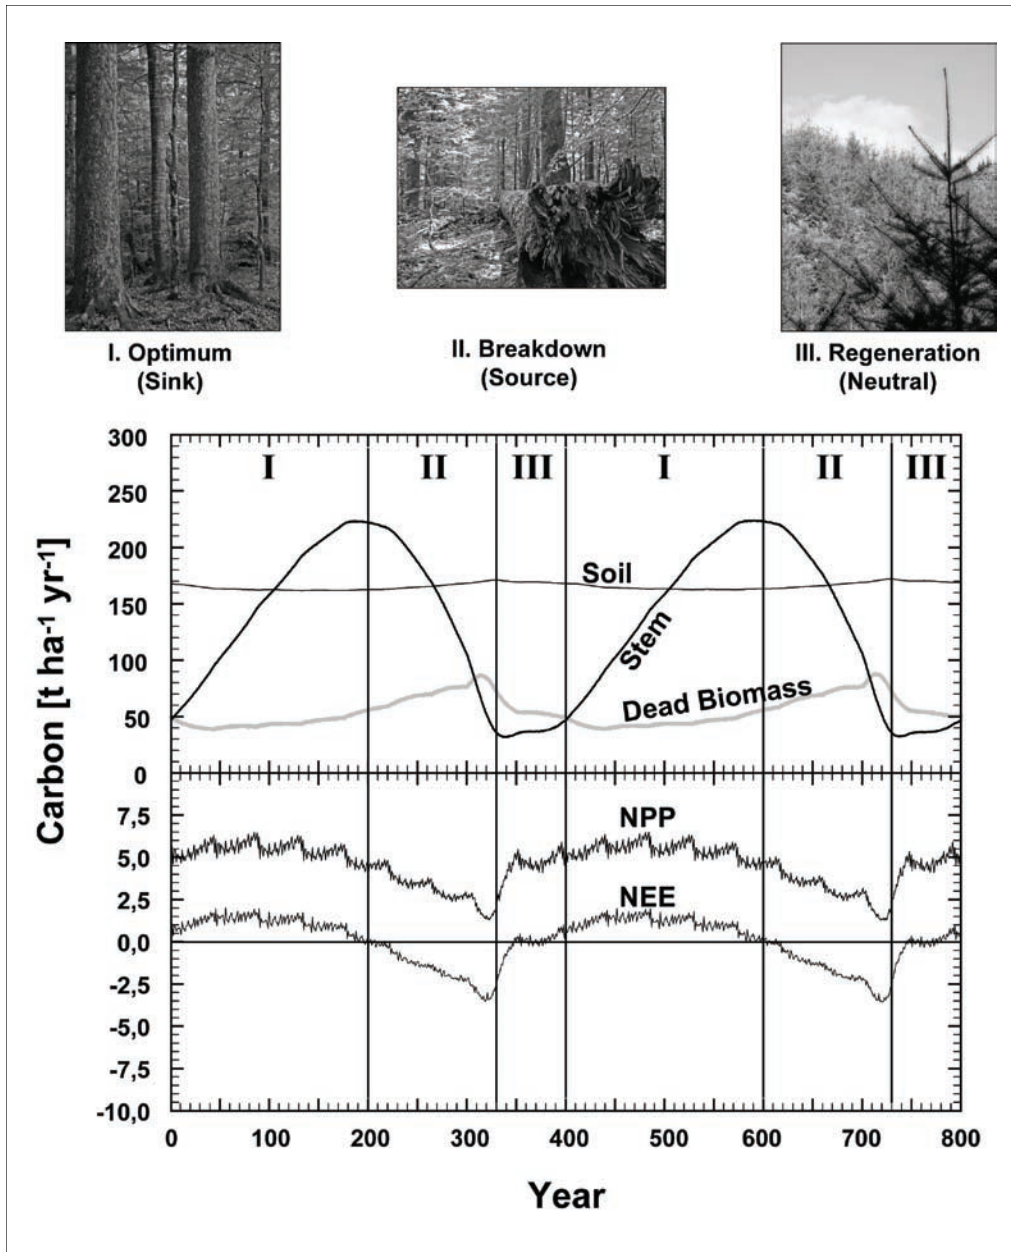 I. Optimum
(Sink)
II. Breakdown
(Source)
III. Regeneration
(Neutral)
300
250
200
150
100
50
0
I
II
III
I
II
III
Soil
Stem
Dead Biomass
Carbon [t ha-1 yr-1]
7,5
5,0
2,5
0,0
-2,5
-5,0
-7,5
-10,0
NPP
NEE
0 100 200 300 400 500 600 700 800
Year